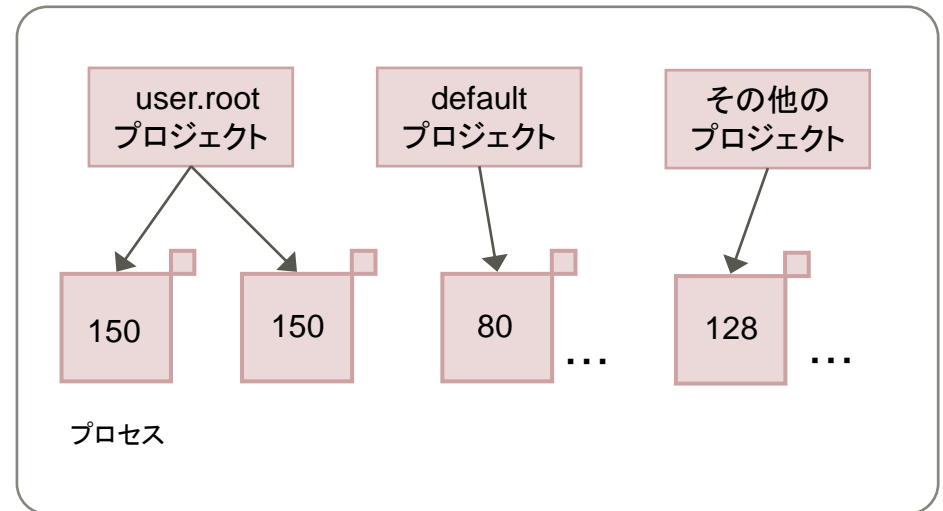 user.root
プロジェクト
default
プロジェクト
その他の
プロジェクト
150
150
80
...
128
...
プロセス